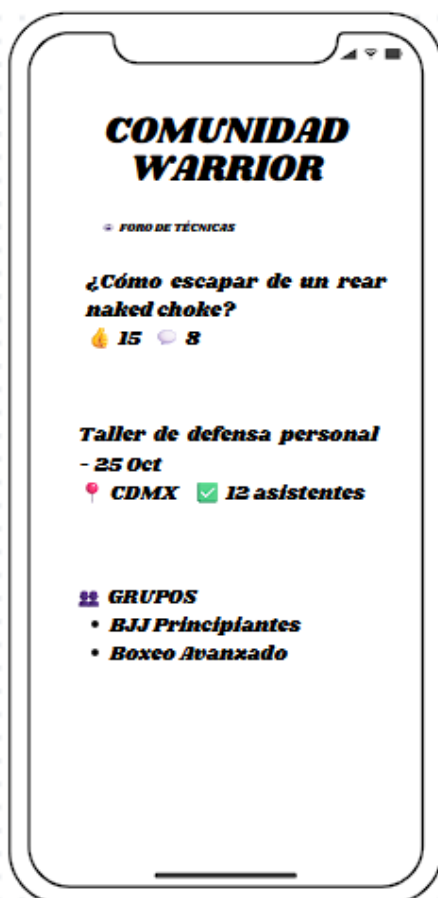 COMUNIDAD
WARRIOR
💬 FORO DE TÉCNICAS
¿Cómo escapar de un rear
naked choke?
👍 15 💬 8
Taller de defensa personal
- 25 Oct
📍 CDMX ✅ 12 asistentes
👥 GRUPOS
• BJJ Principiantes
• Boxeo Avanzado